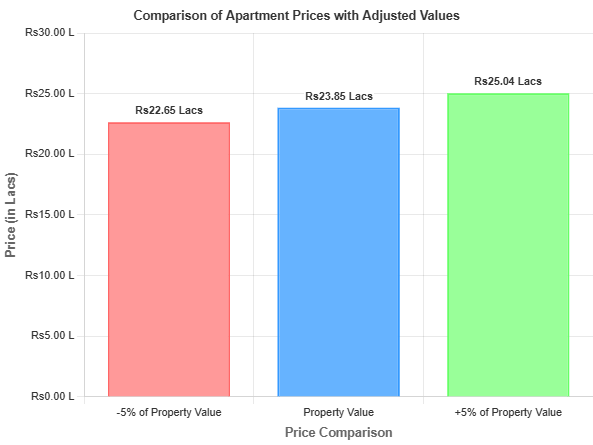 Comparison of Apartment Prices with Adjusted Values
Rs30.00 L
Rs25.00 L
Rs20.00 L
Rs15.00 L
Rs10.00 L
Rs5.00 L
Rs0.00 L
Price (in Lacs)
Rs22.65 Lacs
Rs23.85 Lacs
Rs25.04 Lacs
-5% of Property Value
Property Value
+5% of Property Value
Price Comparison